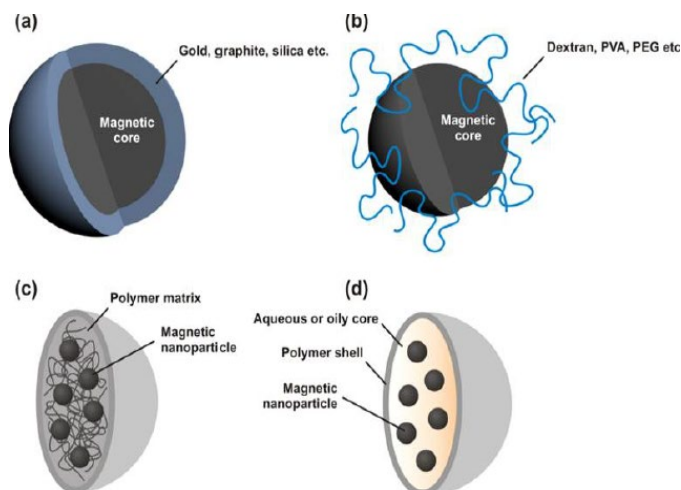 (a)
Gold, graphite, silica etc.
Magnetic
core
(b)
Dextran, PVA, PEG etc
Magnetic
core
(c)
Polymer matrix
Magnetic
nanoparticle
(d)
Aqueous or oily core
Polymer shell
Magnetic
nanoparticle